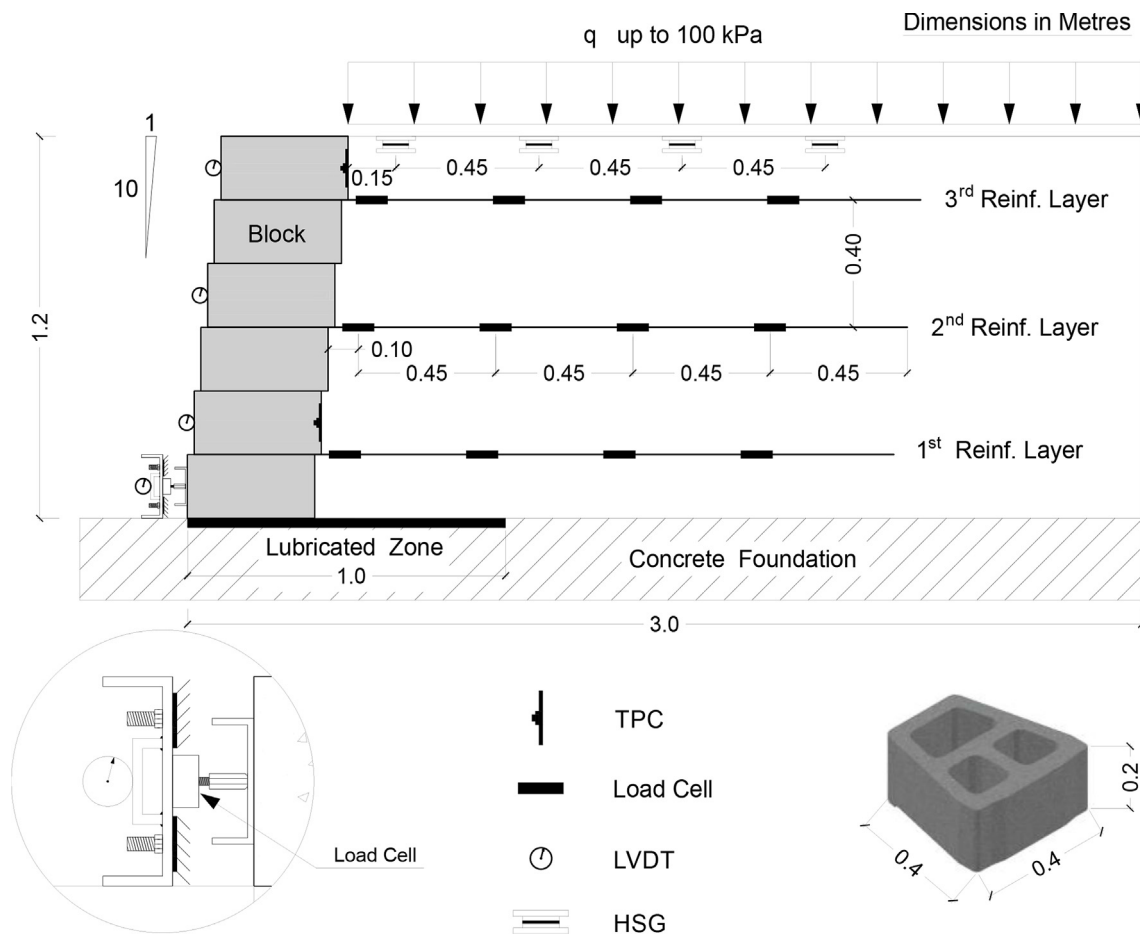 Dimensions in Metres
q up to 100 kPa
1
10
0.15
0.45
0.45
0.45
3rd Reinf. Layer
Block
0.40
1.2
2nd Reinf. Layer
0.10
0.45
0.45
0.45
0.45
1st Reinf. Layer
Lubricated Zone
Concrete Foundation
1.0
3.0
TPC
Load Cell
0.2
Load Cell
LVDT
0.4
0.4
HSG